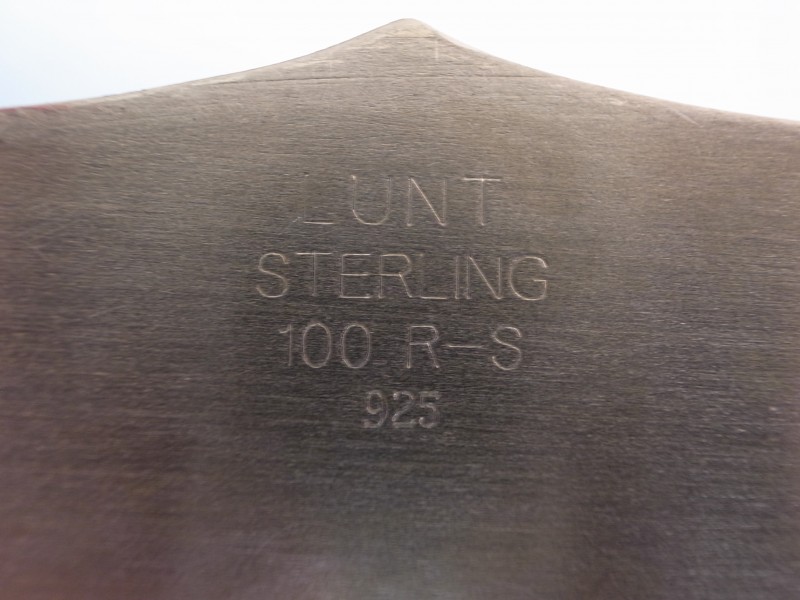 LUNT
STERLING
100 R-S
925